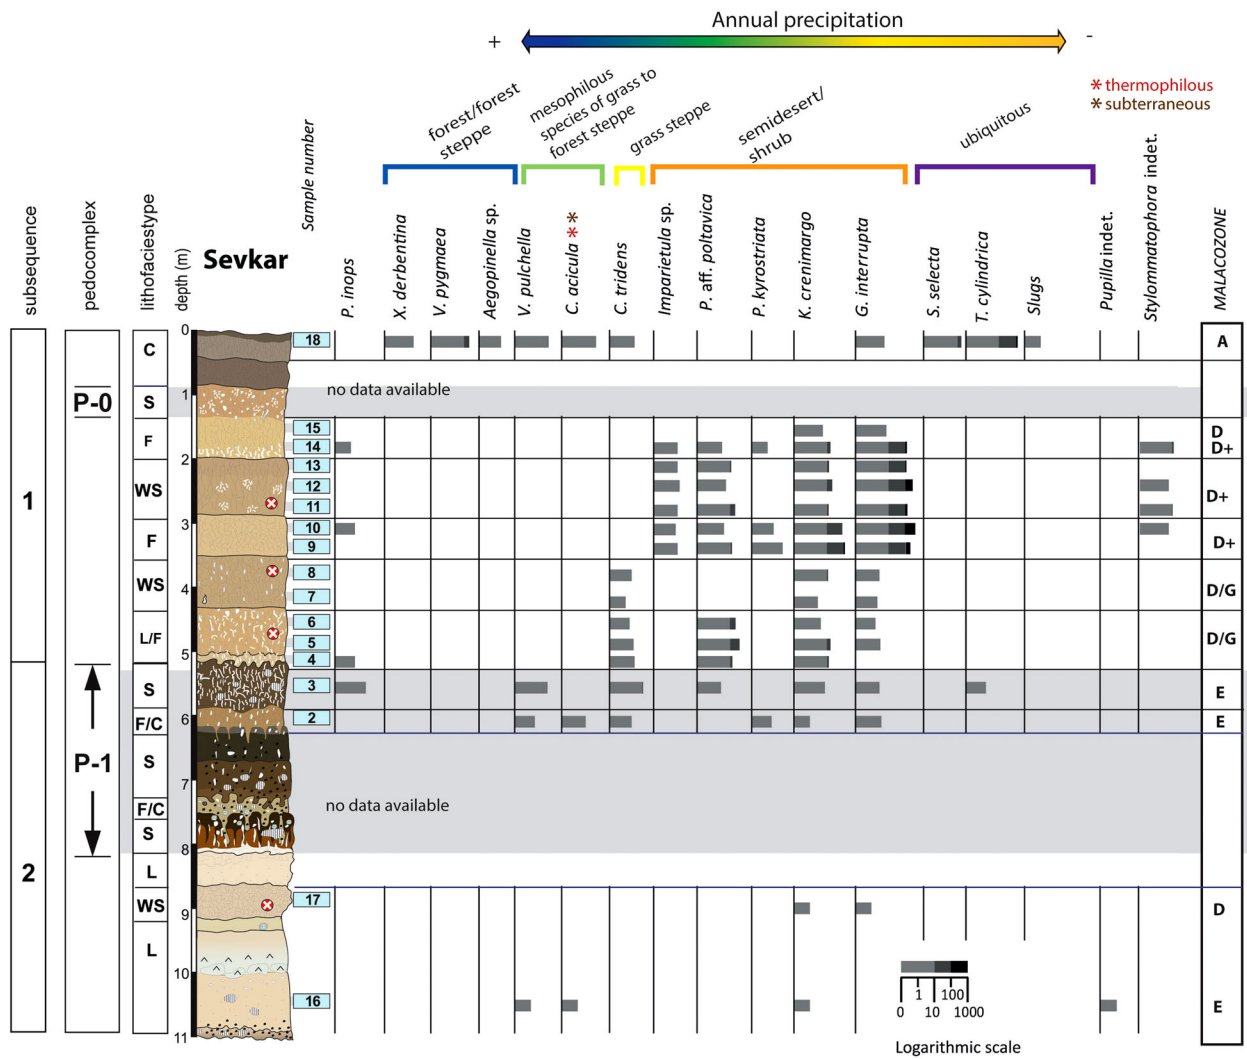 Annual precipitation
+
-
* thermophilous
* subterraneous
forest/forest
steppe
mesophilous
species of grass to
forest steppe
grass steppe
semidesert/
shrub
ubiquitous
subsequence
pedocomplex
lithofaciestype
depth (m)
Sevkar
Sample number
P. inops
X. derbentina
V. pygmaea
Aegopinella sp.
V. pulchella
C. acicula **
C. tridens
Imparietula sp.
P. aff. poltavica
P. kyrostriata
K. crenimargo
G. interrupta
S. selecta
T. cylindrica
Slugs
Pupilla indet.
Stylommatophora indet.
MALACOZONE
0
C
18
A
no data available
1
P-0
S
15
D
F
14
D+
2
13
1
WS
12
D+
11
3
10
F
9
D+
8
4
WS
7
D/G
6
L/F
5
D/G
5
4
S
3
E
6
F/C
2
E
P-1
S
7
F/C
no data available
S
8
2
L
17
WS
9
D
L
10
16
E
11
1
100
0
10
1000
Logarithmic scale